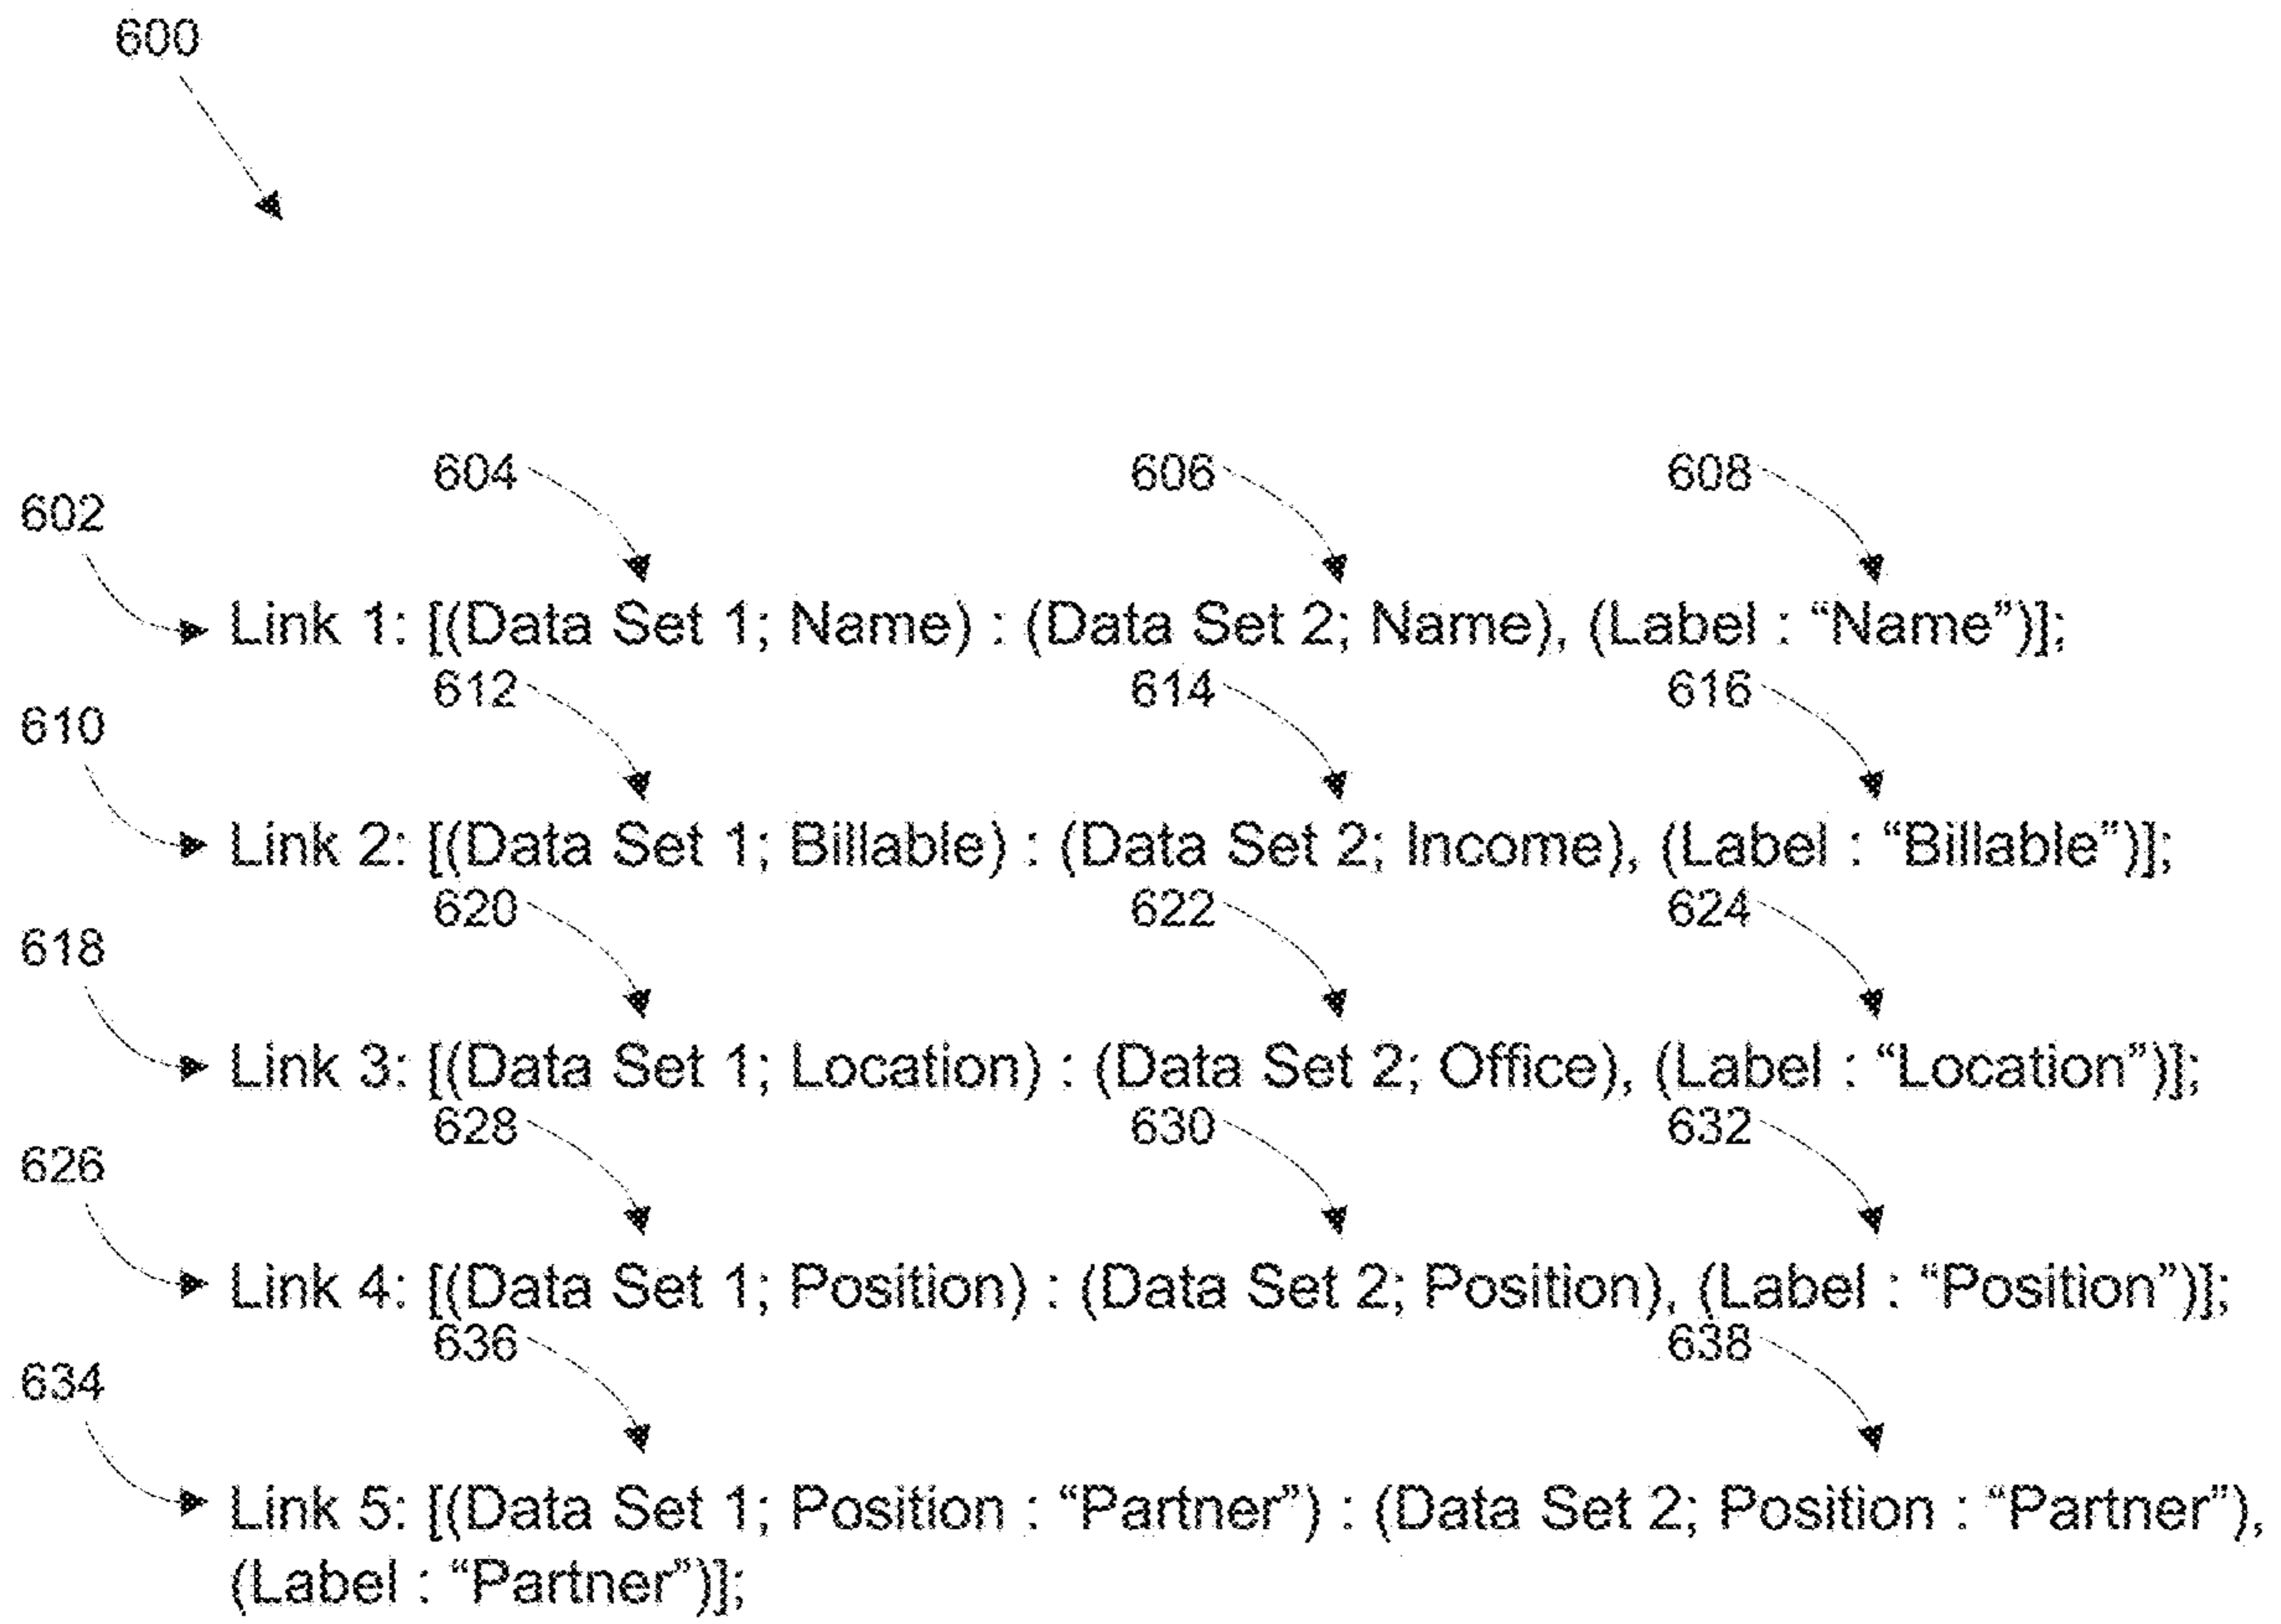 600
604 606 608
602
Link 1: [(Data Set 1; Name) : (Data Set 2; Name), (Label : “Name”)];
612 614 616
610
Link 2: [(Data Set 1; Billable) : (Data Set 2; Income), (Label : “Billable”)];
620 622 624
618
Link 3: [(Data Set 1; Location) : (Data Set 2; Office), (Label : “Location”)];
628 630 632
626
Link 4: [(Data Set 1; Position) : (Data Set 2; Position), (Label : “Position”)];
636 638
634
Link 5: [(Data Set 1; Position : “Partner”) : (Data Set 2; Position : “Partner”),
(Label : “Partner”)];